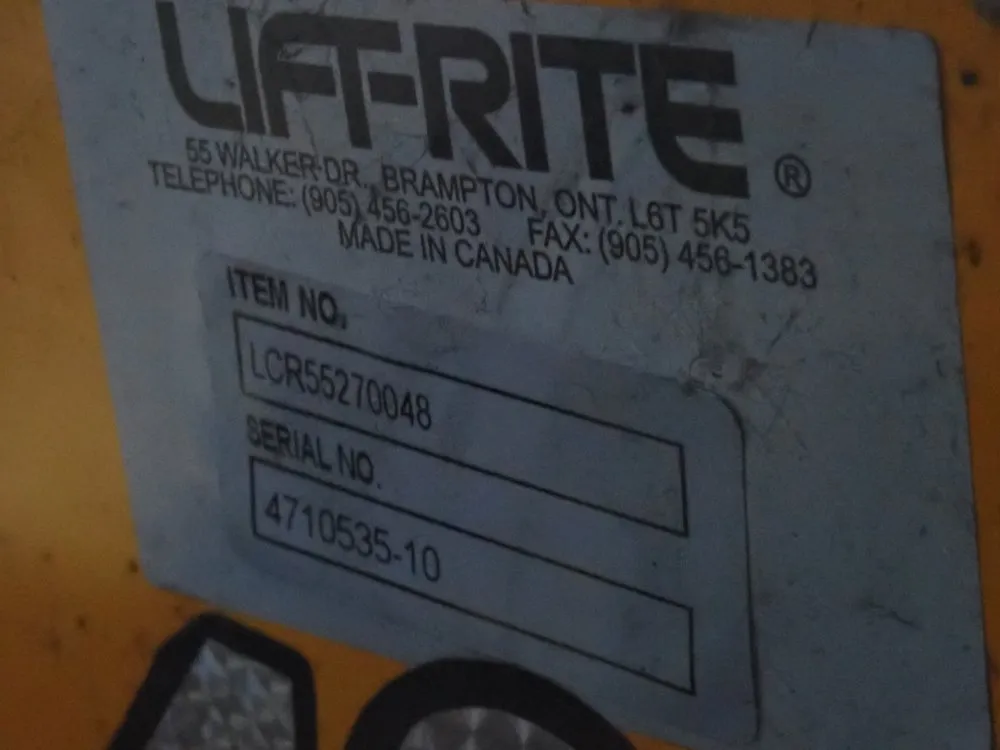 LIFT-RITE ®
55 WALKER DR., BRAMPTON, ONT. L6T 5K5
TELEPHONE: (905) 456-2603 FAX: (905) 456-1383
MADE IN CANADA
ITEM NO.
LCR55270048
SERIAL NO.
4710535-10